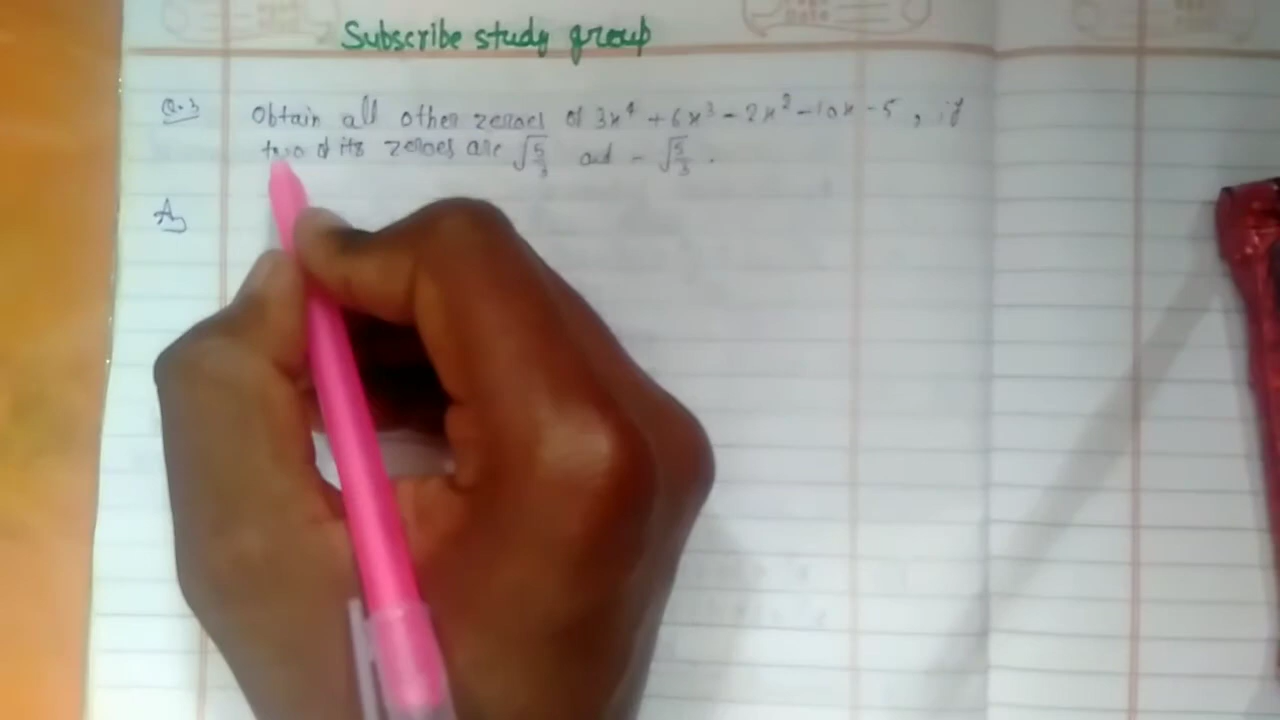 Subscribe study group
Q.3 Obtain all other zeroes of 3x⁴ + 6x³ - 2x² - 10x - 5, if
two of its zeroes are √5/3 and - √5/3.
A